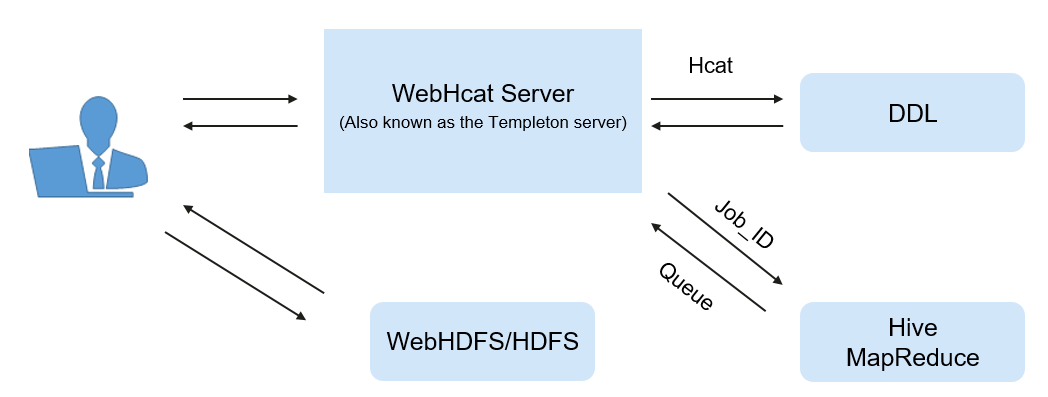 Hcat
WebHcat Server
(Also known as the Templeton server)
DDL
Job_ID
Queue
WebHDFS/HDFS
Hive
MapReduce